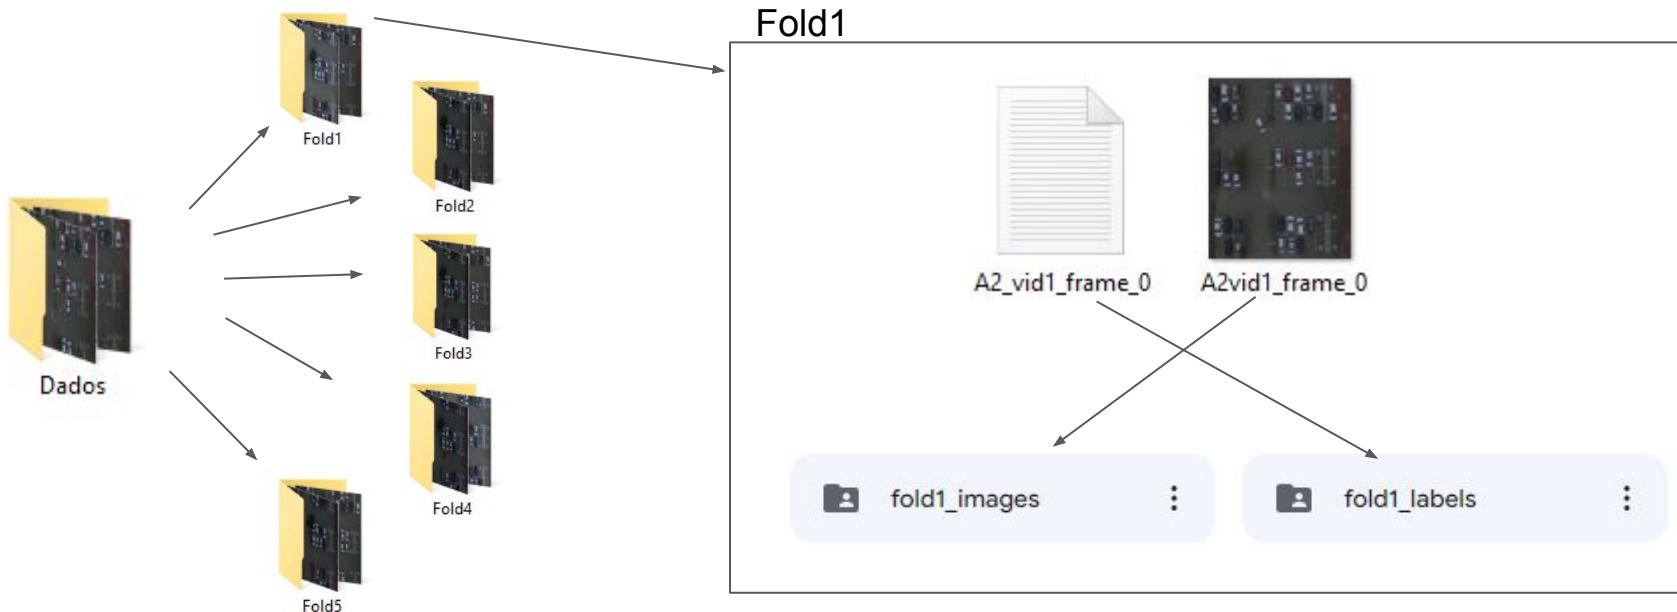 Fold1
Fold1
Fold2
Fold3
Fold4
Fold5
Dados
A2_vid1_frame_0
A2vid1_frame_0
fold1_images
fold1_labels